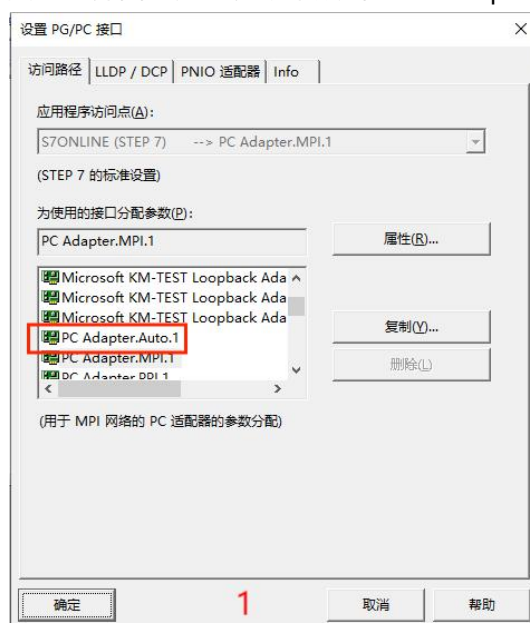 设置 PG/PC 接口
访问路径 LLDP / DCP PNIO 适配器 Info
应用程序访问点(A):
S7ONLINE (STEP 7) --> PC Adapter.MPI.1
(STEP 7 的标准设置)
为使用的接口分配参数(P):
PC Adapter.MPI.1
属性(R)...
Microsoft KM-TEST Loopback Ada
Microsoft KM-TEST Loopback Ada
Microsoft KM-TEST Loopback Ada
复制(Y)...
PC Adapter.Auto.1
PC Adapter.MPI.1
删除(L)
PC Adapter.PPI.1
(用于 MPI 网络的 PC 适配器的参数分配)
确定 1 取消 帮助